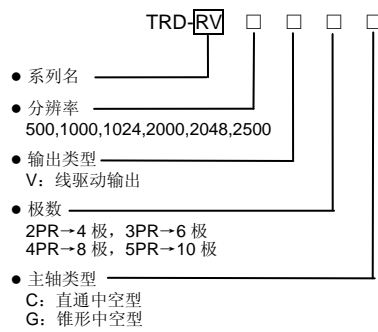 TRD-RV □ □ □ □
● 系列名
● 分辨率
500,1000,1024,2000,2048,2500
● 输出类型
V：线驱动输出
● 极数
2PR→4 极，3PR→6 极
4PR→8 极，5PR→10 极
● 主轴类型
C：直通中空型
G：锥形中空型